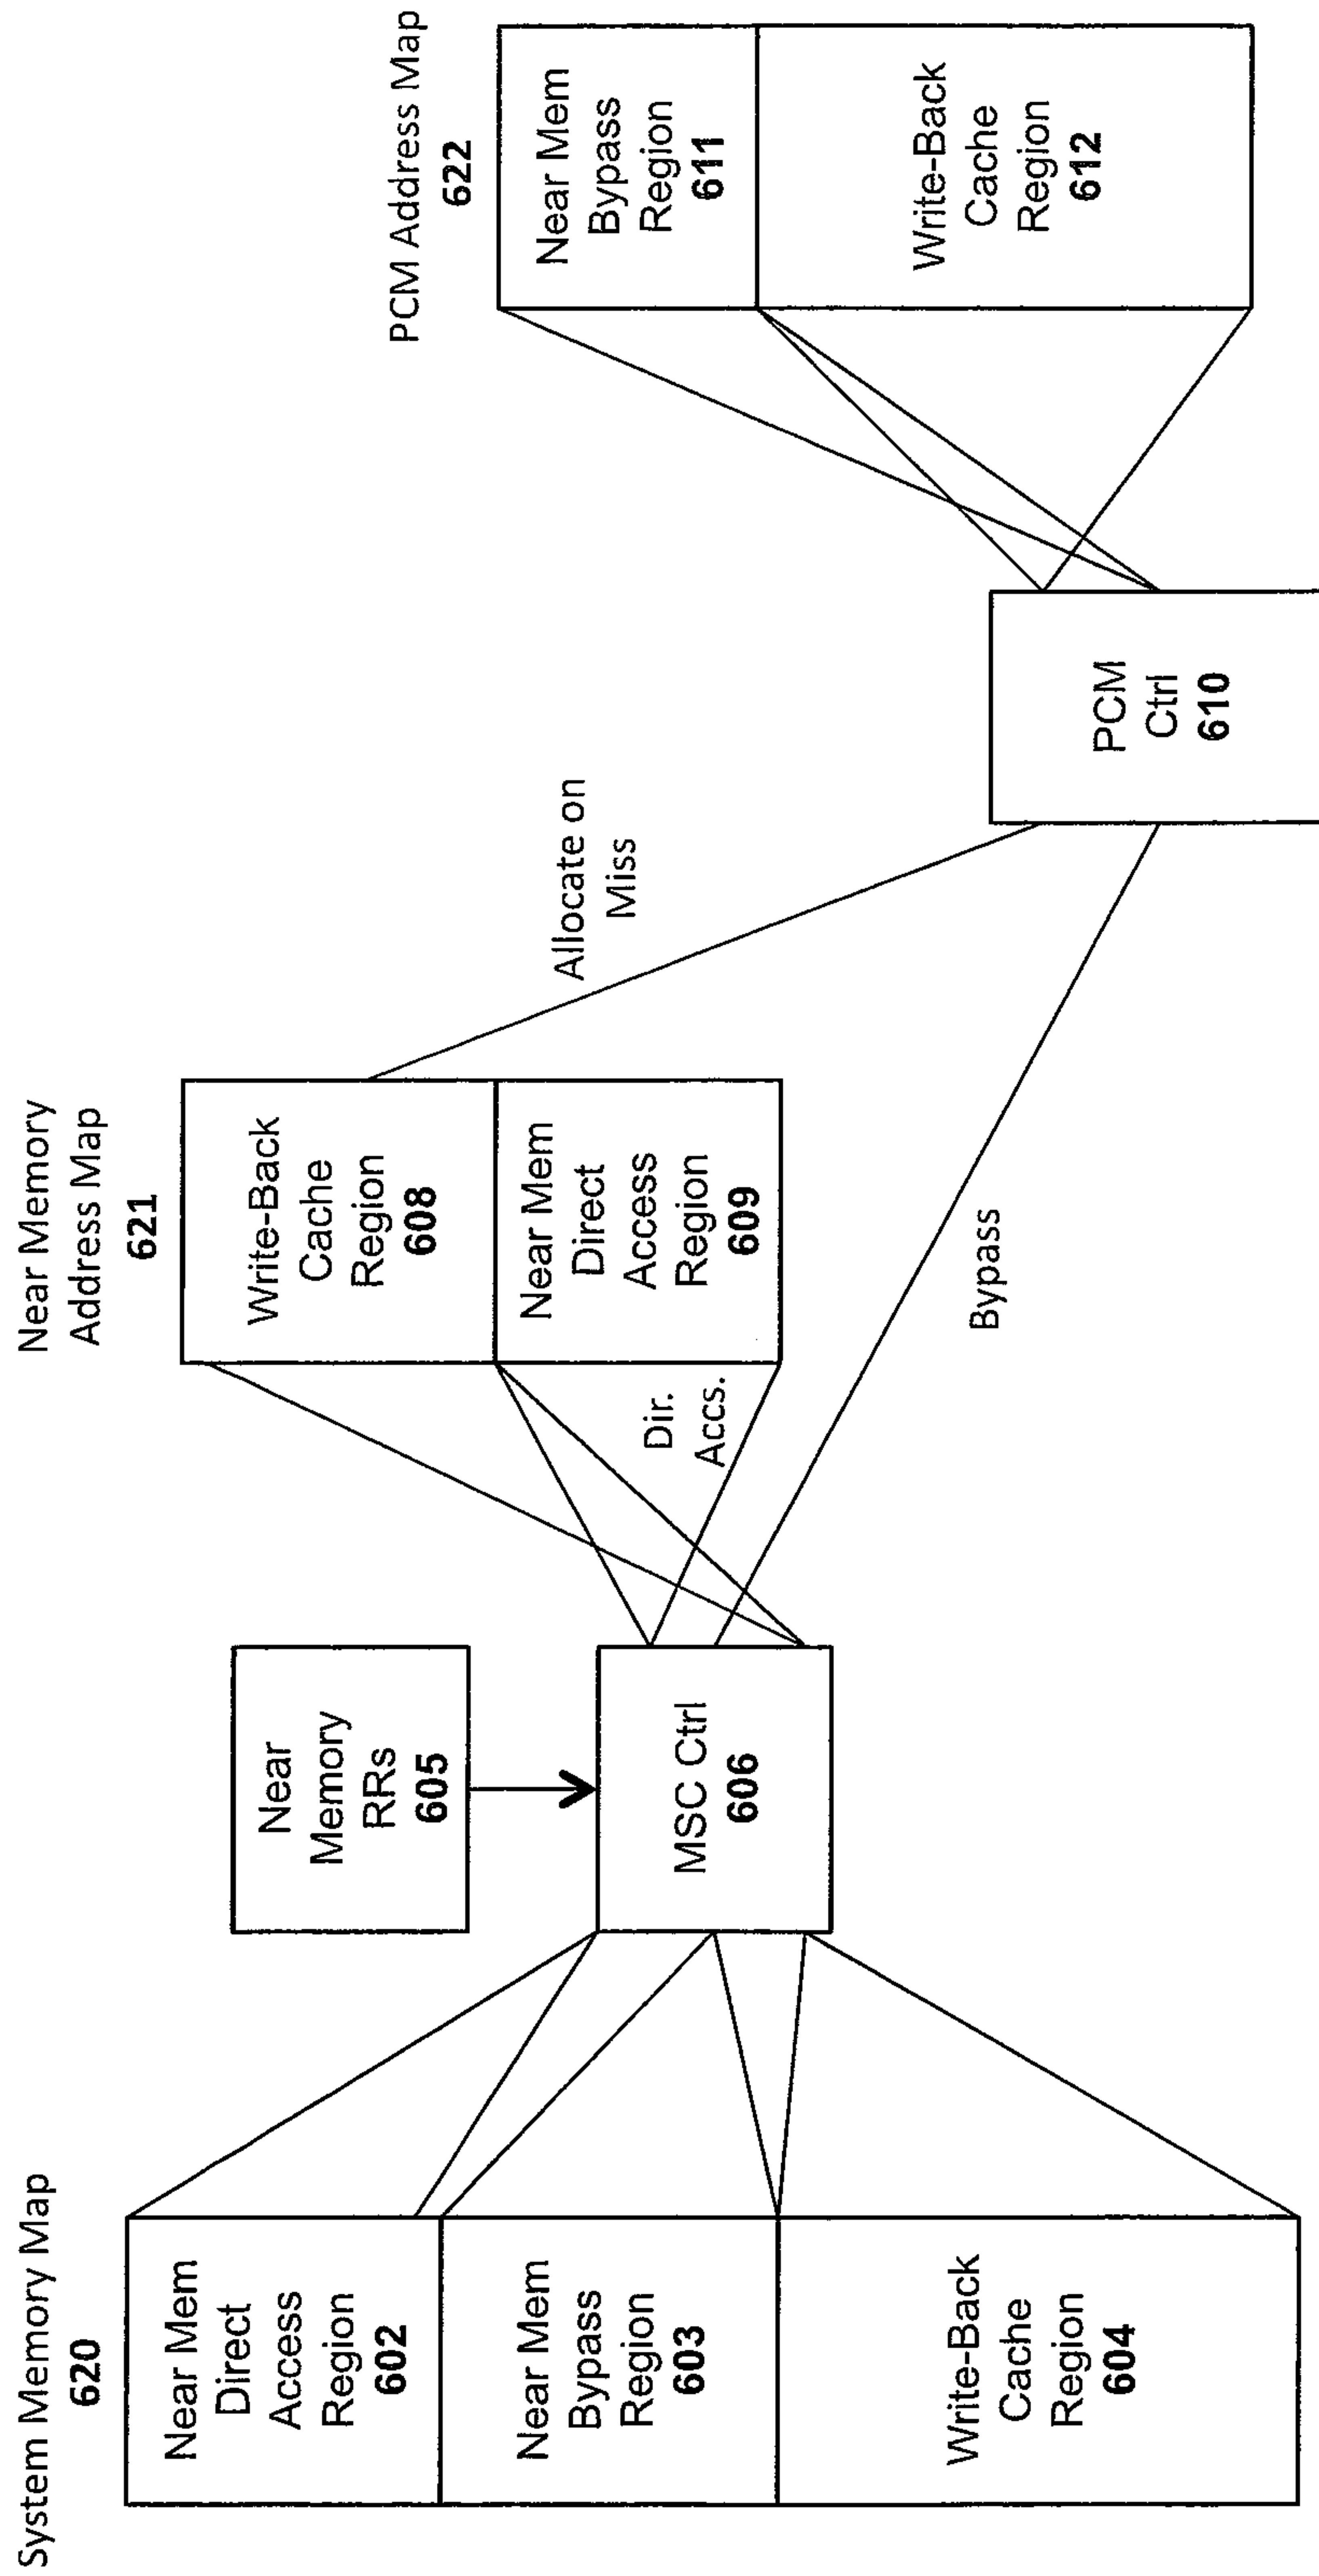 System Memory Map
620
Near Mem
Direct
Access
Region
602
Near Mem
Bypass
Region
603
Write-Back
Cache
Region
604
Near
Memory
RRs
605
MSC Ctrl
606
Near Memory
Address Map
621
Write-Back
Cache
Region
608
Near Mem
Direct
Access
Region
609
Dir.
Accs.
Allocate on
Miss
Bypass
PCM
Ctrl
610
PCM Address Map
622
Near Mem
Bypass
Region
611
Write-Back
Cache
Region
612